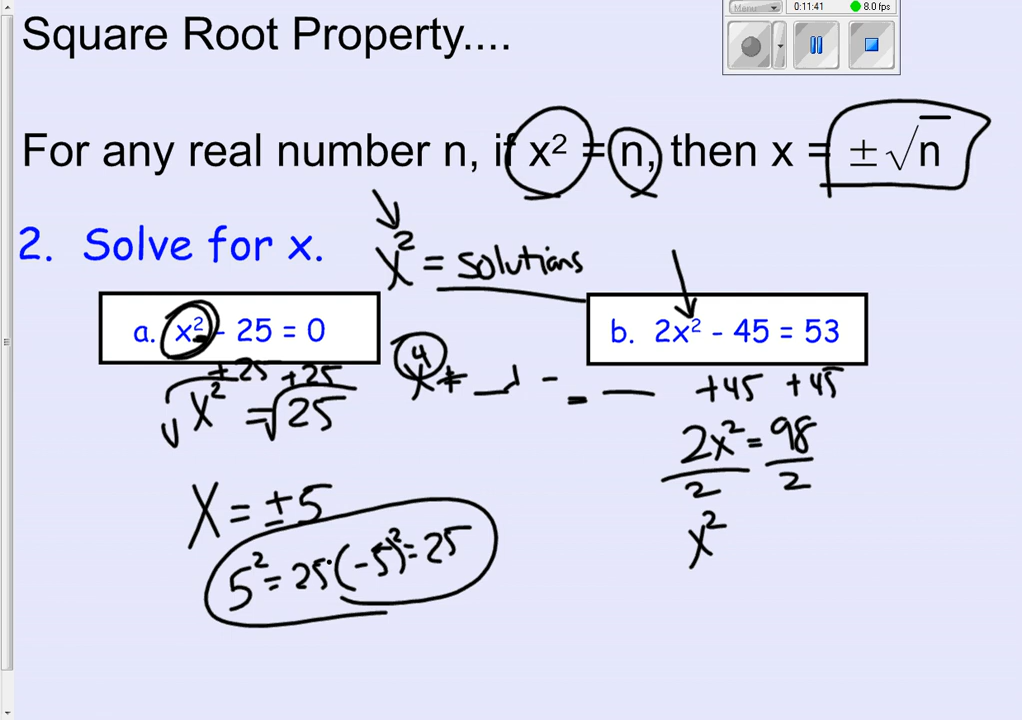 Menu 0:11:41 8.0 fps
Square Root Property....
For any real number n, if x² = n, then x = ±√n
2. Solve for x.
x² = solutions
a. x² - 25 = 0
b. 2x² - 45 = 53
+25 +25
x⁴
+45 +45
√x² = √25
2x² = 98
2 2
x = ±5
x²
5² = 25 (-5)² = 25